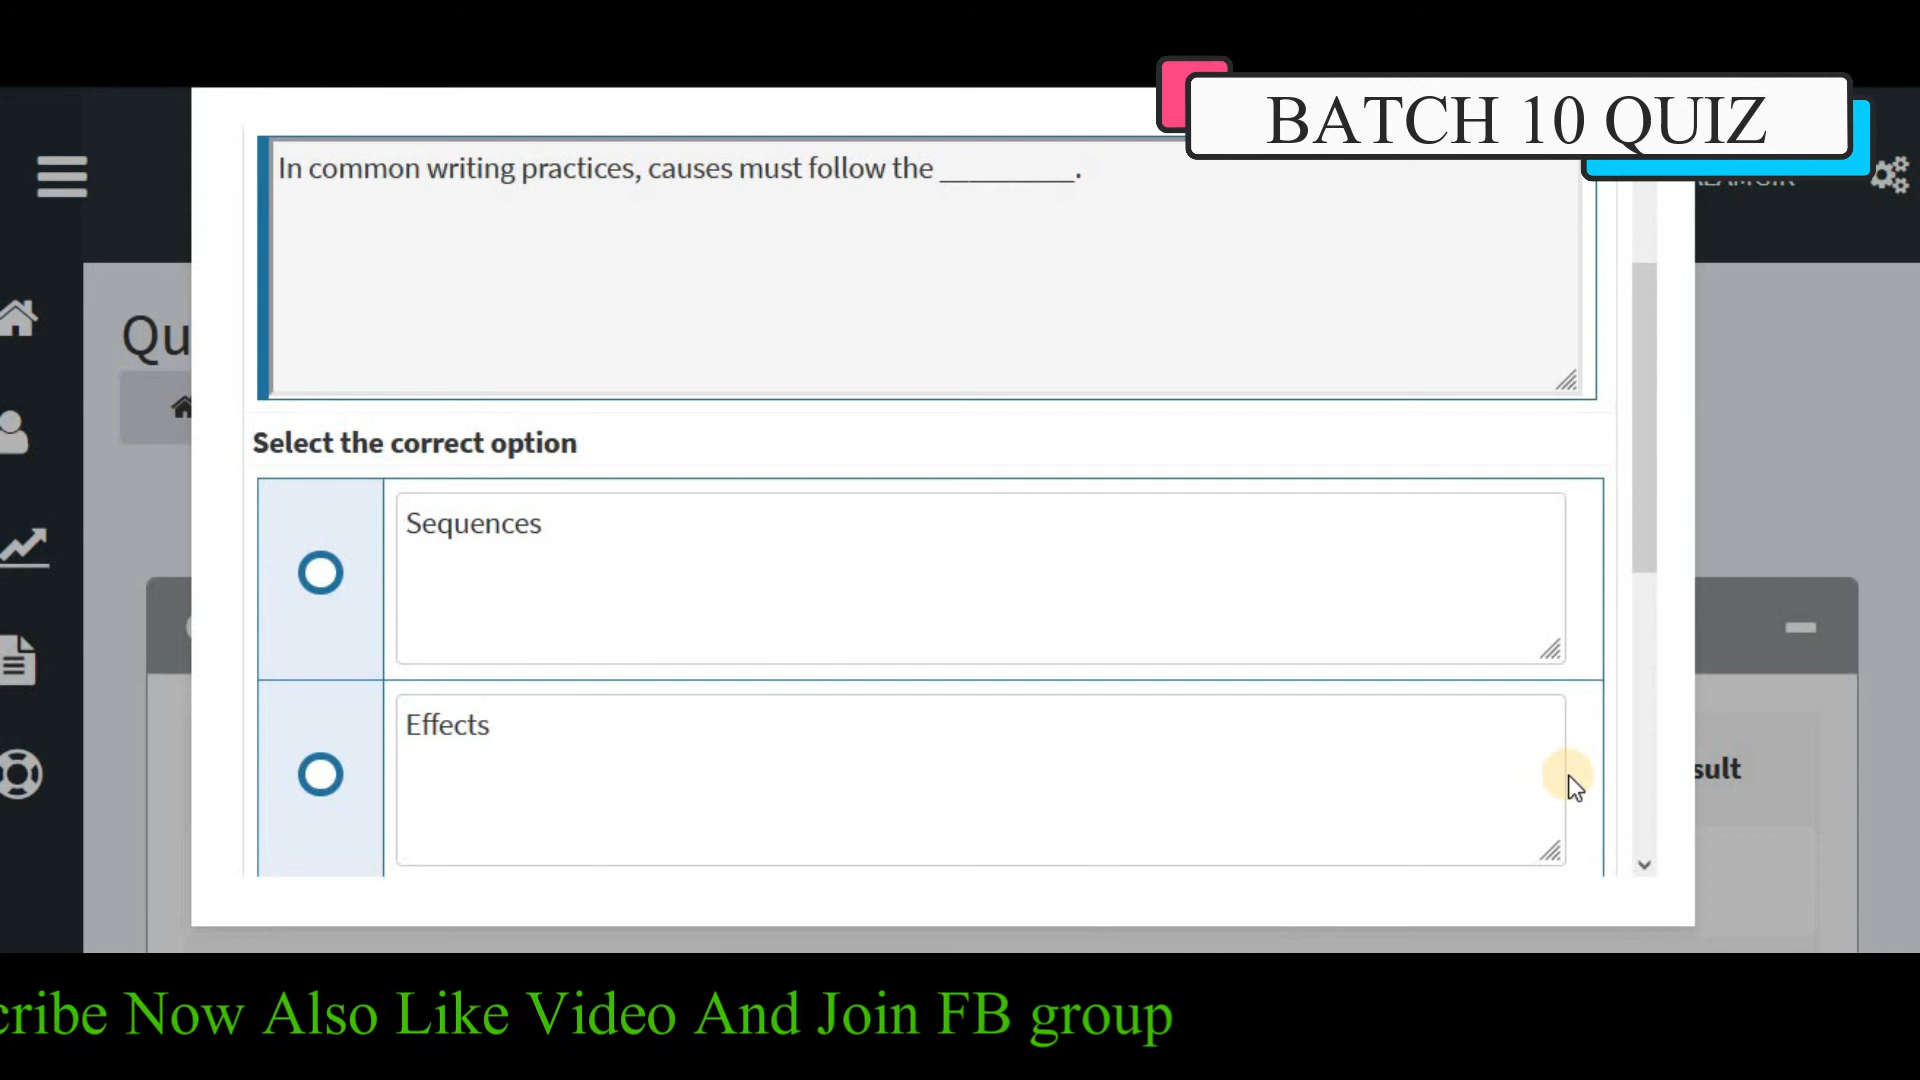 BATCH 10 QUIZ
In common writing practices, causes must follow the _________.
Qu
Select the correct option
Sequences
Effects
sult
cribe Now Also Like Video And Join FB group